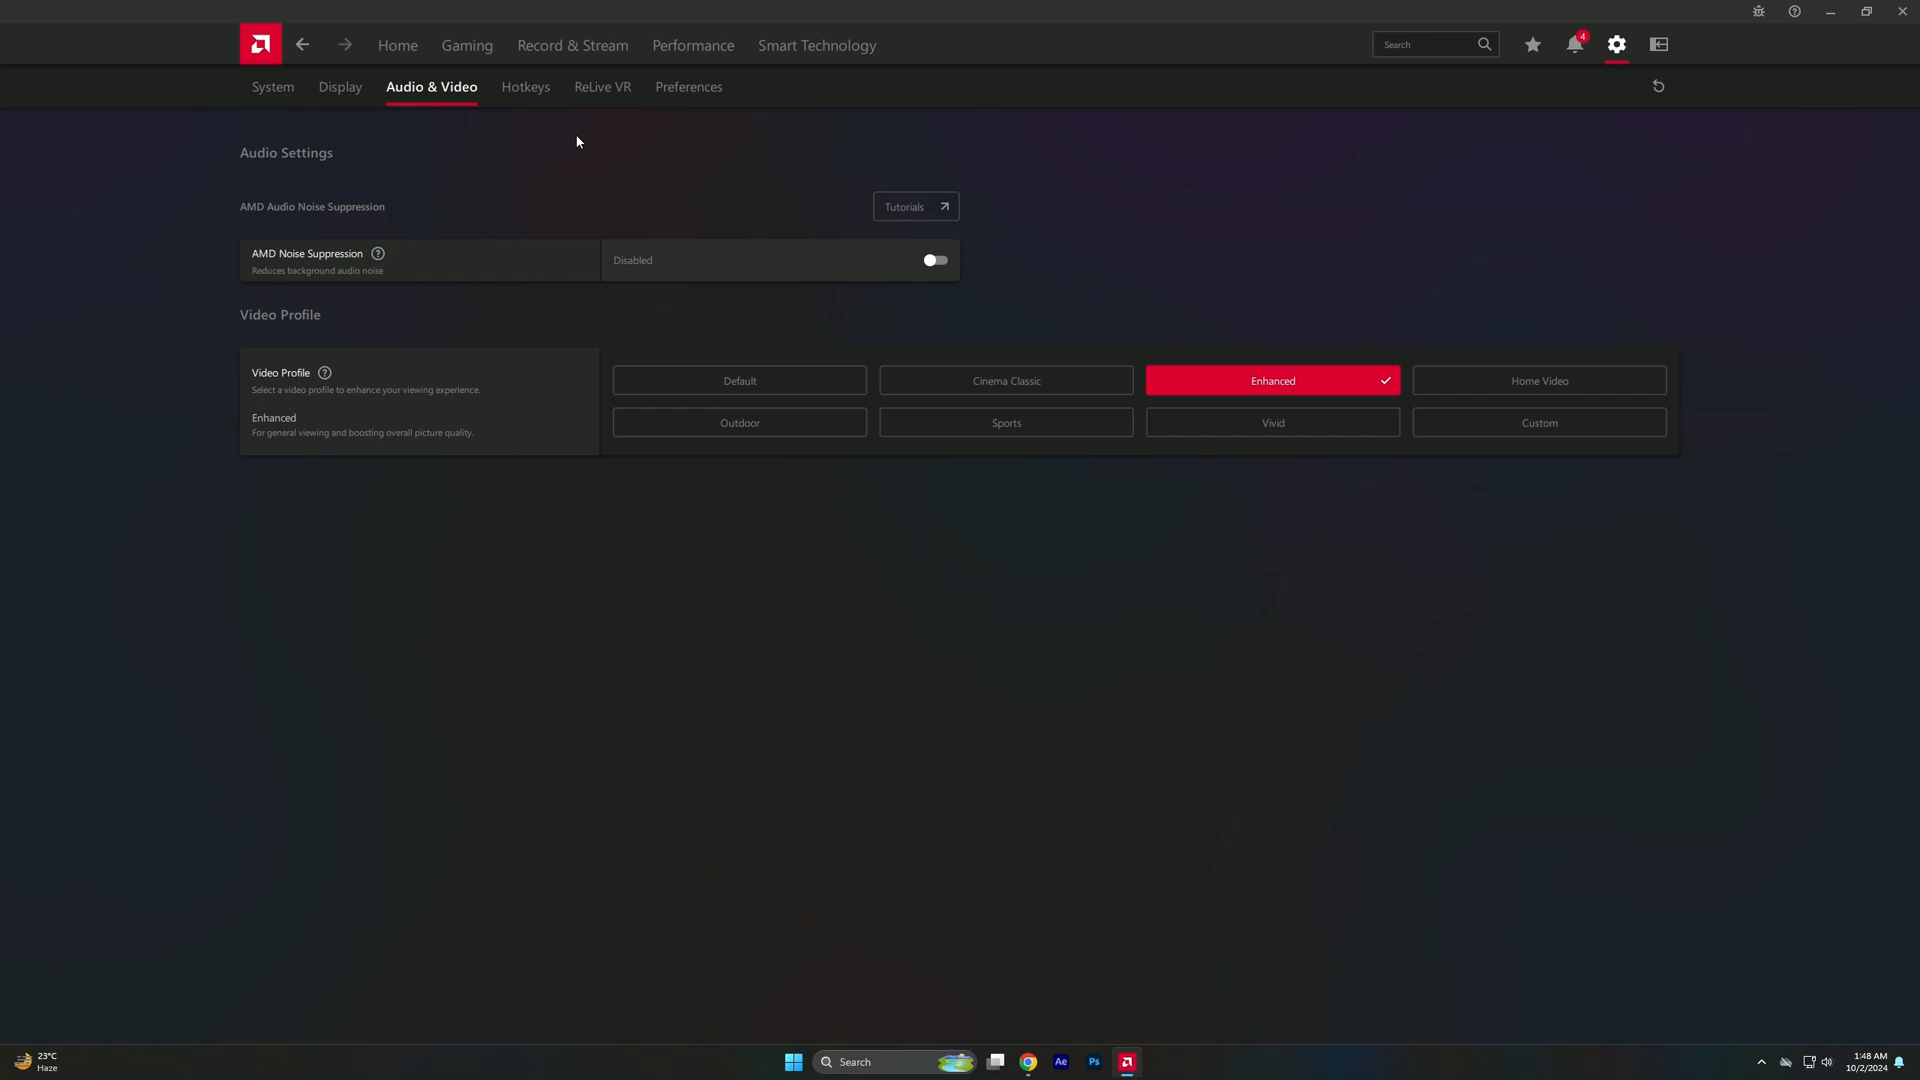 Home Gaming Record & Stream Performance Smart Technology Search 4
System Display Audio & Video Hotkeys ReLive VR Preferences
Audio Settings
AMD Audio Noise Suppression Tutorials
AMD Noise Suppression
Reduces background audio noise
Disabled
Video Profile
Video Profile
Select a video profile to enhance your viewing experience.
Enhanced
For general viewing and boosting overall picture quality.
Default Cinema Classic Enhanced Home Video
Outdoor Sports Vivid Custom
23°C
Haze
Search
Ae
Ps
1:48 AM
10/2/2024